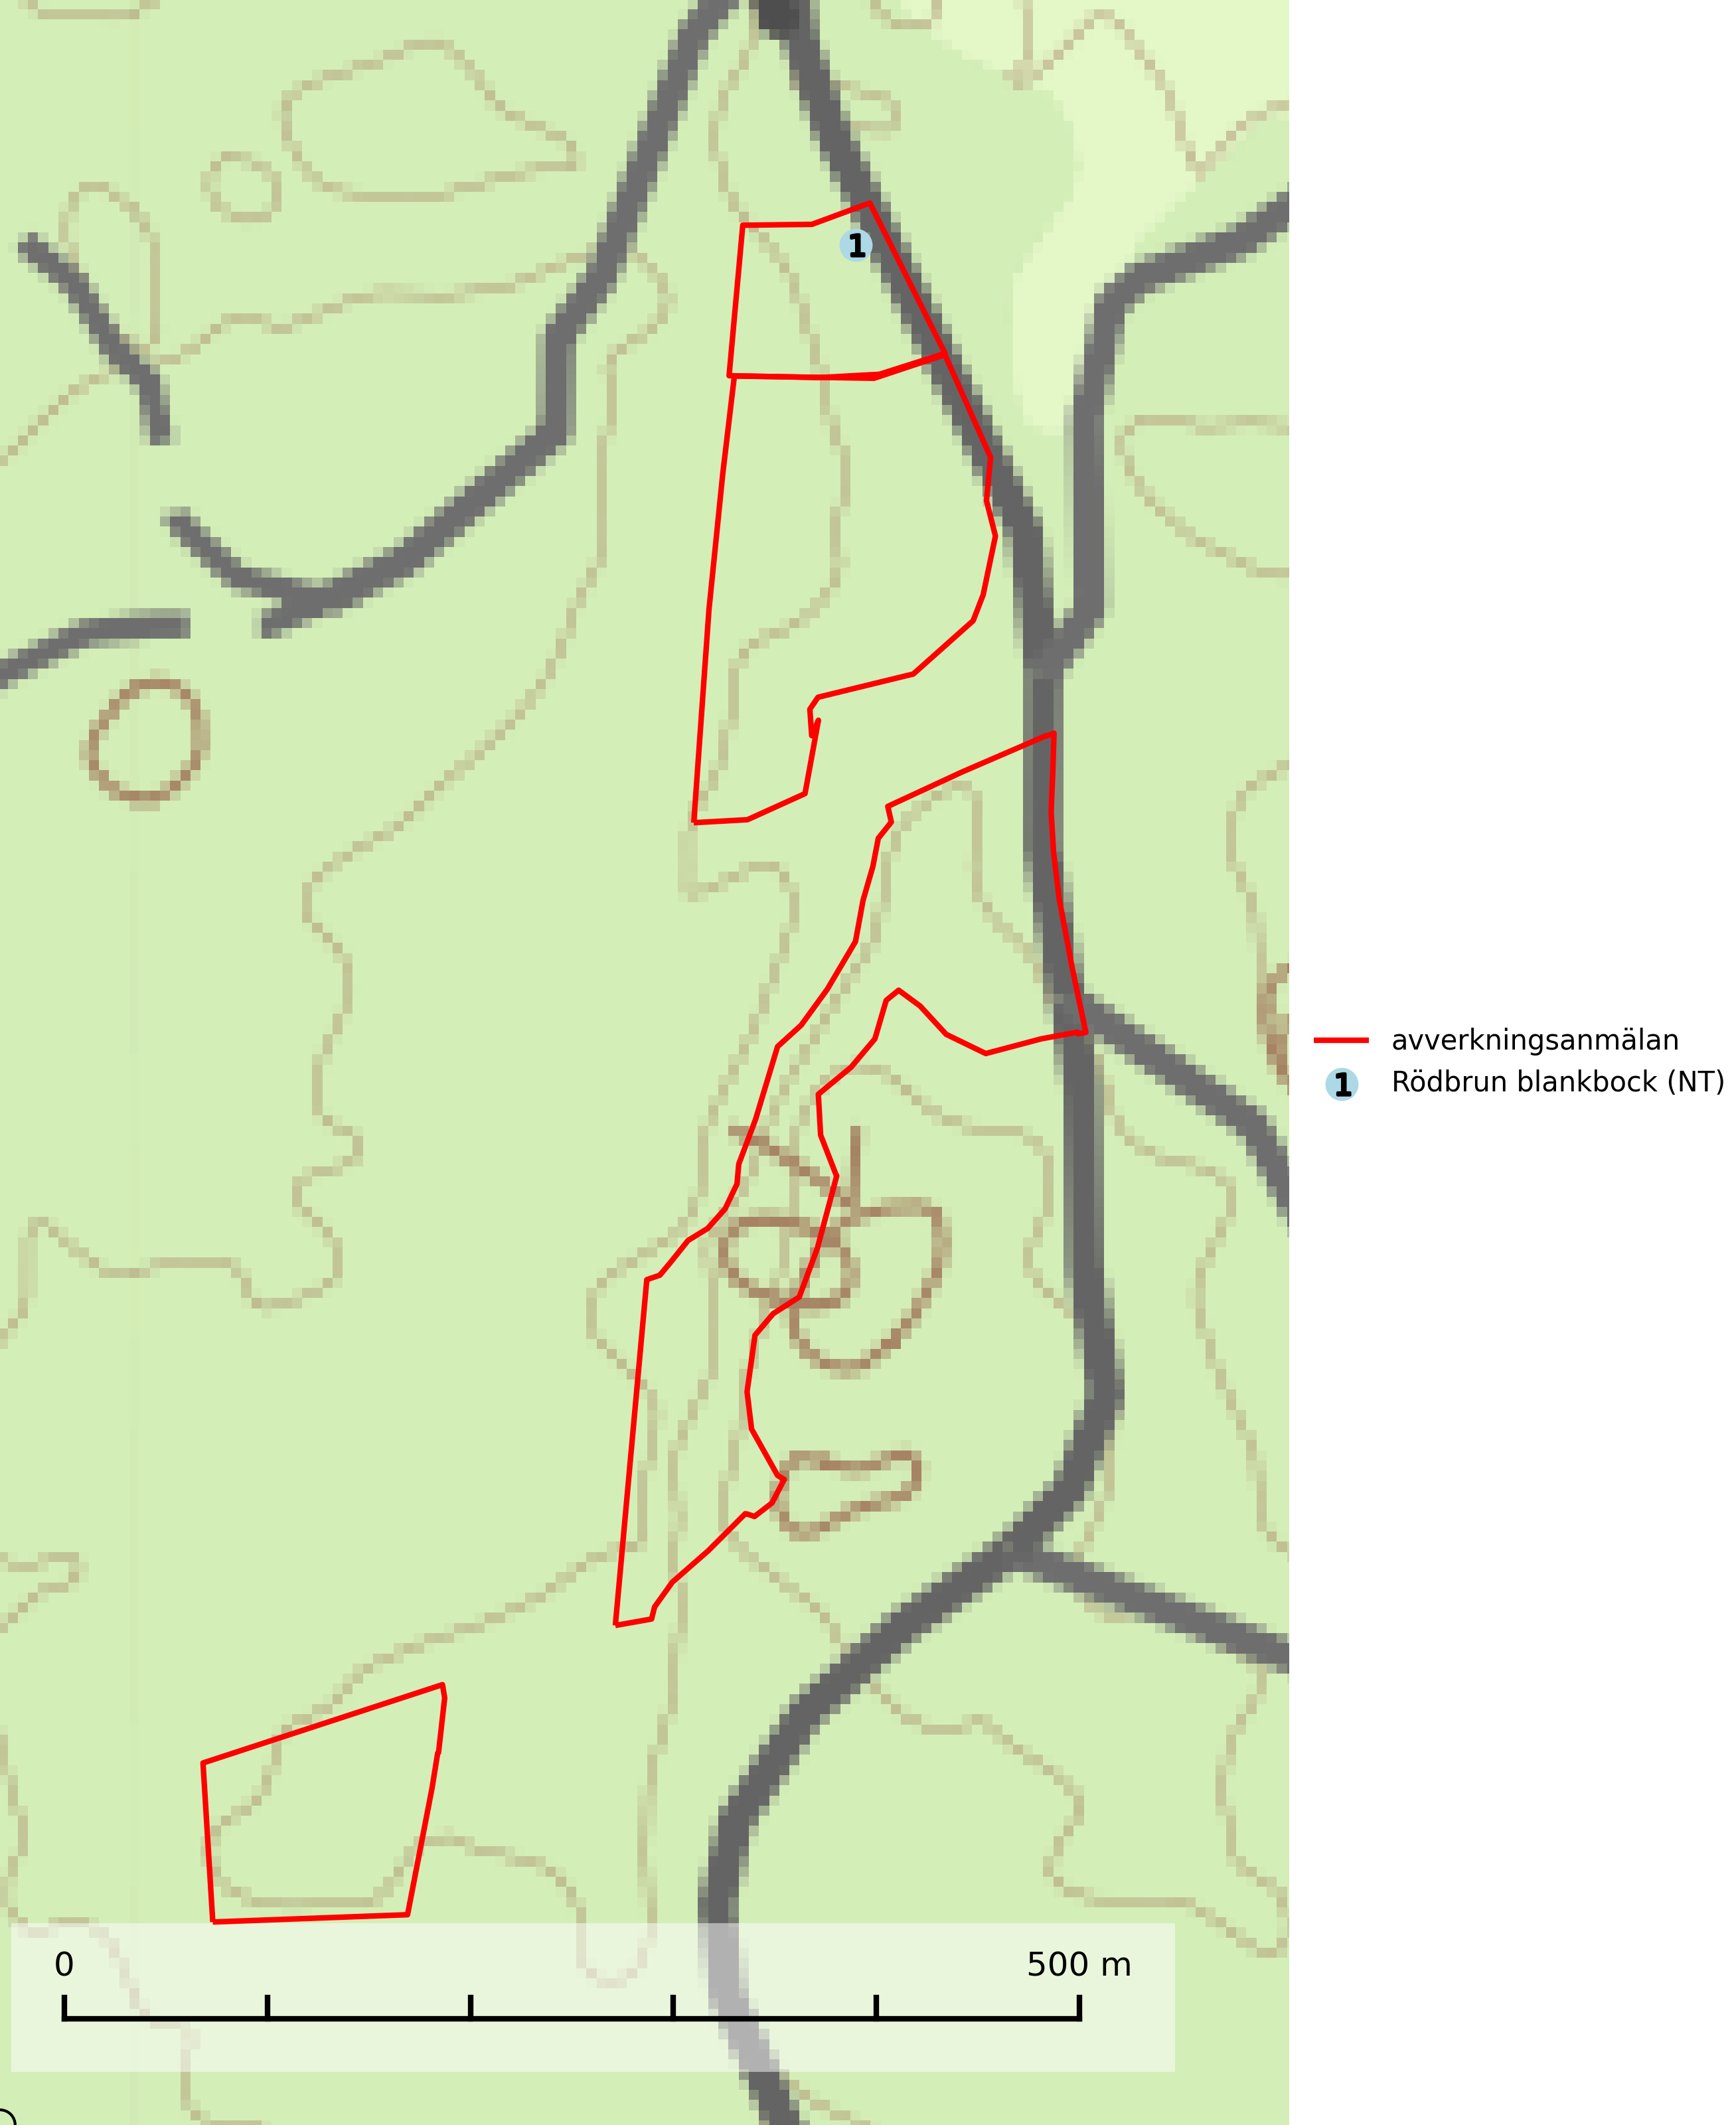 1
avverkningsanmälan
1 Rödbrun blankbock (NT)
0 500 m